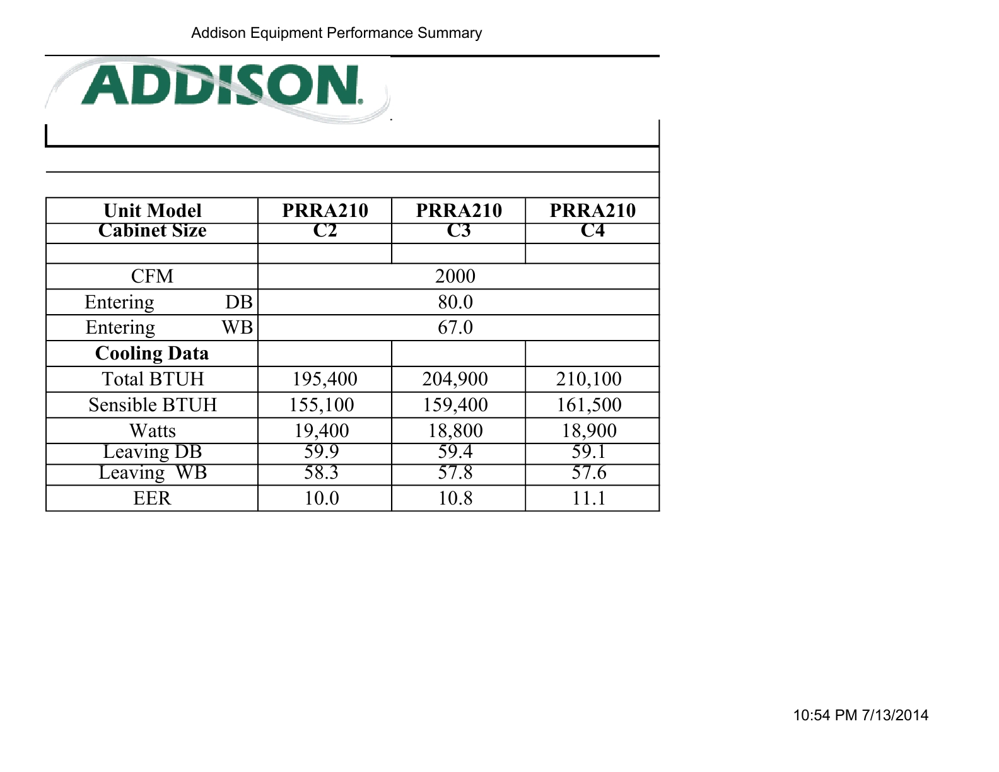 Addison Equipment Performance Summary
ADDISON.
Unit Model PRRA210 PRRA210 PRRA210
Cabinet Size C2 C3 C4
CFM 2000
Entering DB 80.0
Entering WB 67.0
Cooling Data
Total BTUH 195,400 204,900 210,100
Sensible BTUH 155,100 159,400 161,500
Watts 19,400 18,800 18,900
Leaving DB 59.9 59.4 59.1
Leaving WB 58.3 57.8 57.6
EER 10.0 10.8 11.1
10:54 PM 7/13/2014